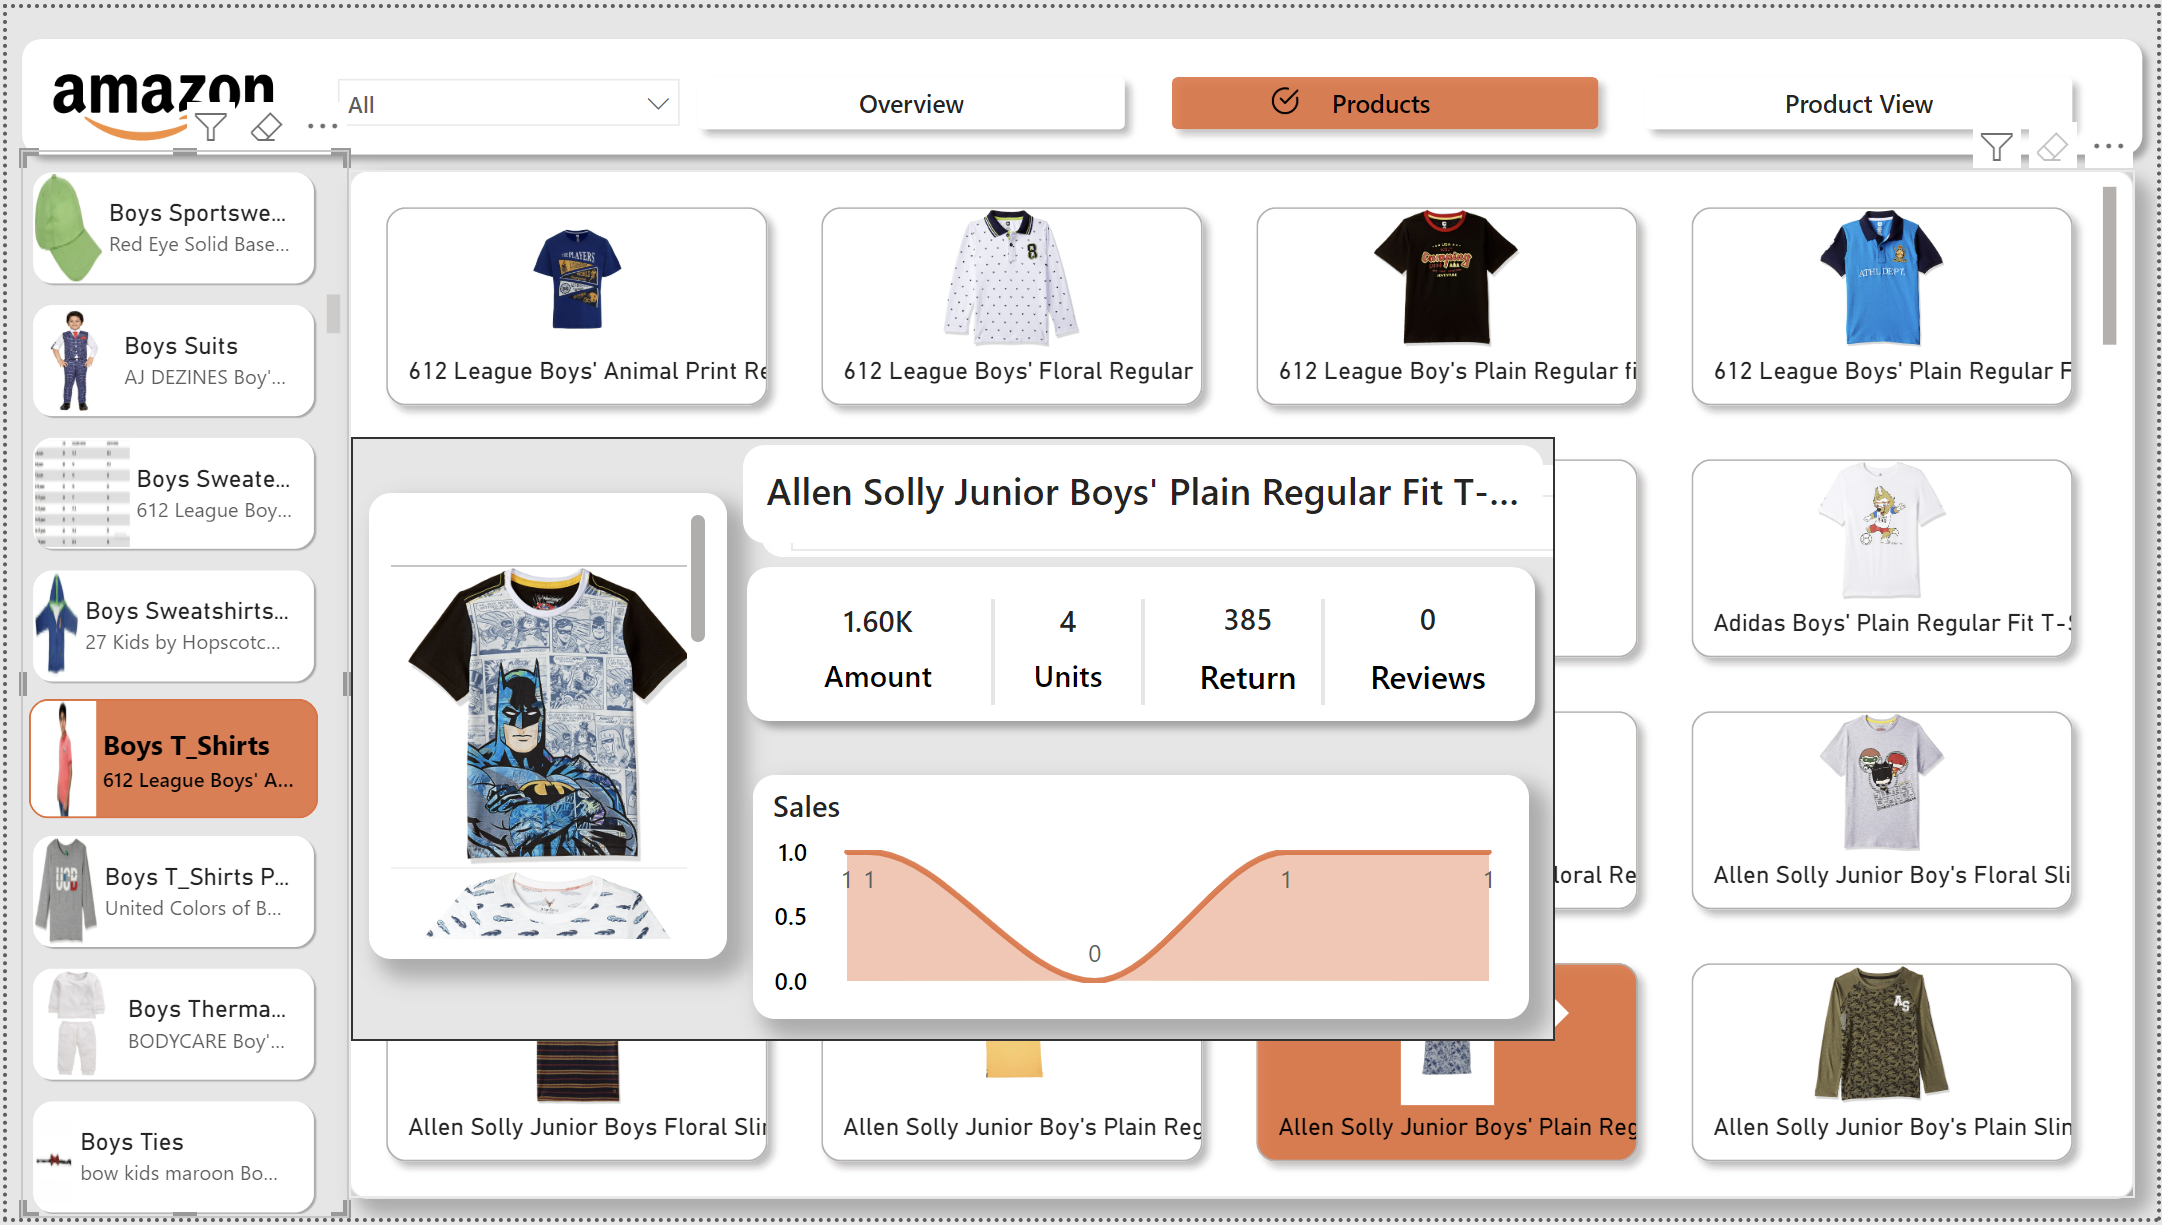 amazon
All
Overview
Products
Product View
Boys Sportswe...
Red Eye Solid Base...
Boys Suits
AJ DEZINES Boy'...
Boys Sweate...
612 League Boy...
Boys Sweatshirts...
27 Kids by Hopscotc...
Boys T_Shirts
612 League Boys' A...
Boys T_Shirts P...
United Colors of B...
Boys Therma...
BODYCARE Boy'...
Boys Ties
bow kids maroon Bo...
612 League Boys' Animal Print Re
612 League Boys' Floral Regular
612 League Boy's Plain Regular fi
612 League Boys' Plain Regular F
Allen Solly Junior Boys' Plain Regular Fit T-...
1.60K
4
385
0
Amount
Units
Return
Reviews
Sales
1.0
0.5
0.0
1 1
0
1
1
Adidas Boys' Plain Regular Fit T-S
loral Re
Allen Solly Junior Boy's Floral Sli
Allen Solly Junior Boys Floral Slin
Allen Solly Junior Boy's Plain Reg
Allen Solly Junior Boys' Plain Reg
Allen Solly Junior Boy's Plain Slin